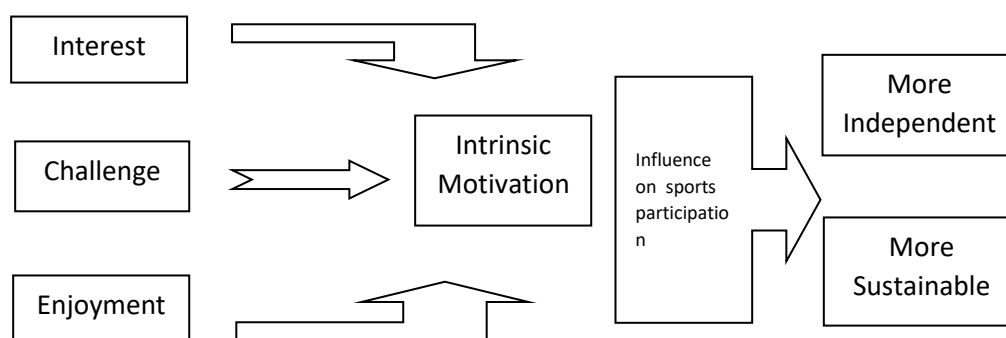 Interest
Challenge
Enjoyment
Intrinsic
Motivation
Influence
on sports
participatio
n
More
Independent
More
Sustainable